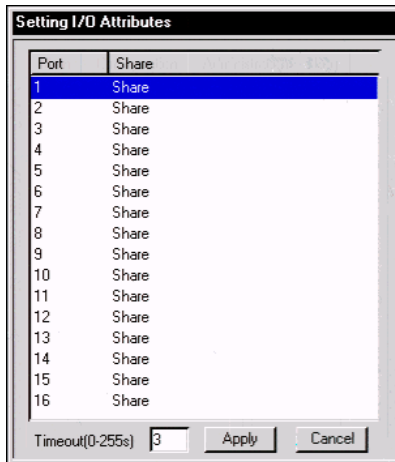 Setting I/O Attributes
Port Share
1 Share
2 Share
3 Share
4 Share
5 Share
6 Share
7 Share
8 Share
9 Share
10 Share
11 Share
12 Share
13 Share
14 Share
15 Share
16 Share
Timeout(0-255s) 3 Apply Cancel